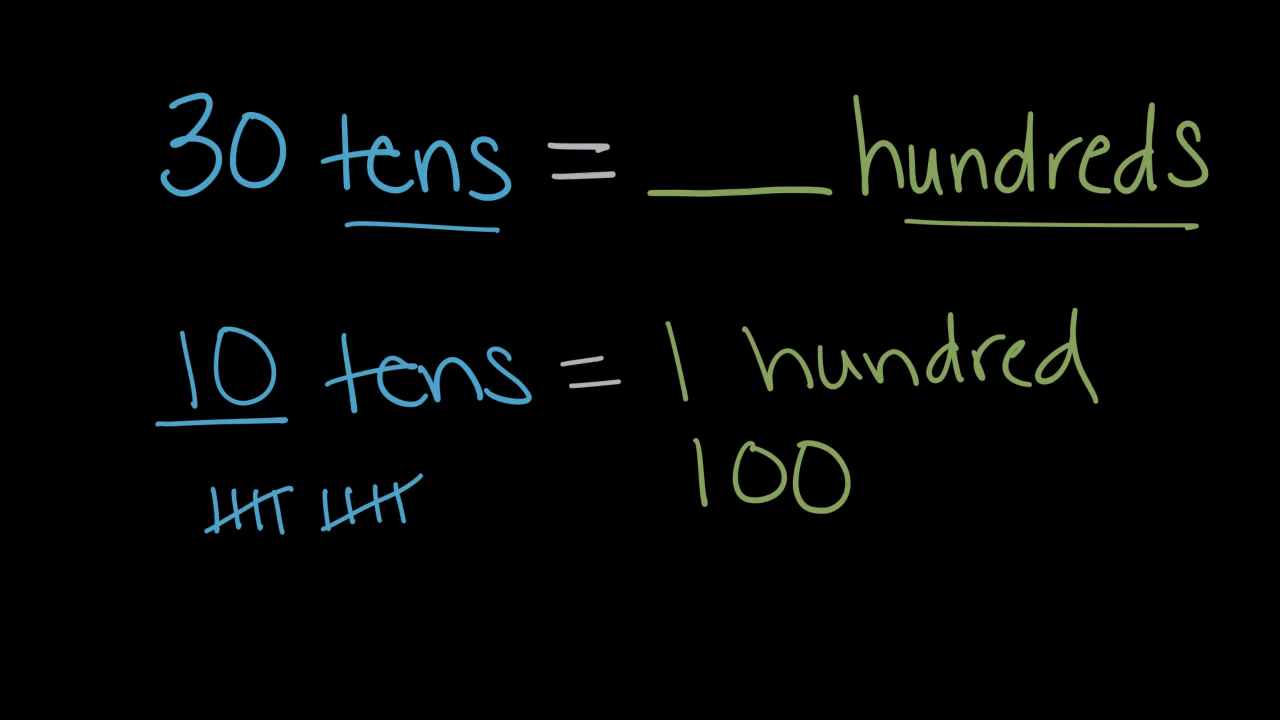 30 tens = ___ hundreds
10 tens = 1 hundred
100